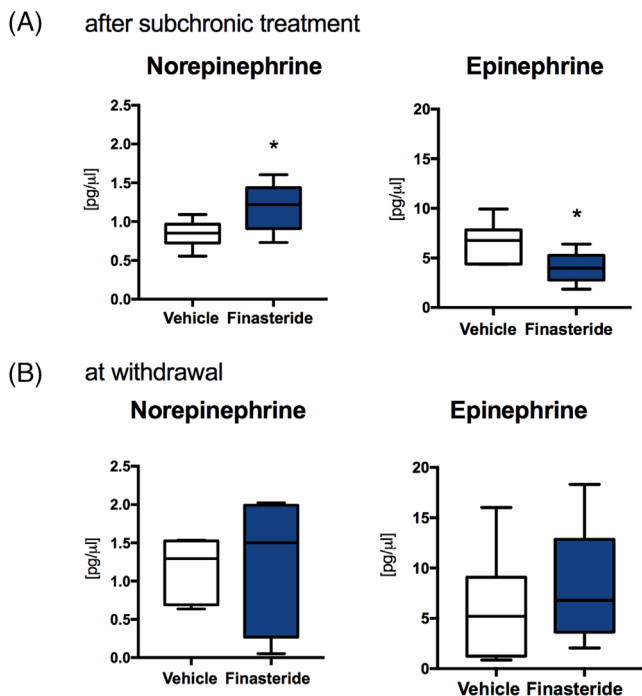 (A) after subchronic treatment
Norepinephrine
[pg/µl]
2.5
2.0
1.5
1.0
0.5
0.0
*
Vehicle Finasteride
Epinephrine
[pg/µl]
20
15
10
5
0
*
Vehicle Finasteride
(B) at withdrawal
Norepinephrine
[pg/µl]
2.5
2.0
1.5
1.0
0.5
0.0
Vehicle Finasteride
Epinephrine
[pg/µl]
20
15
10
5
0
Vehicle Finasteride